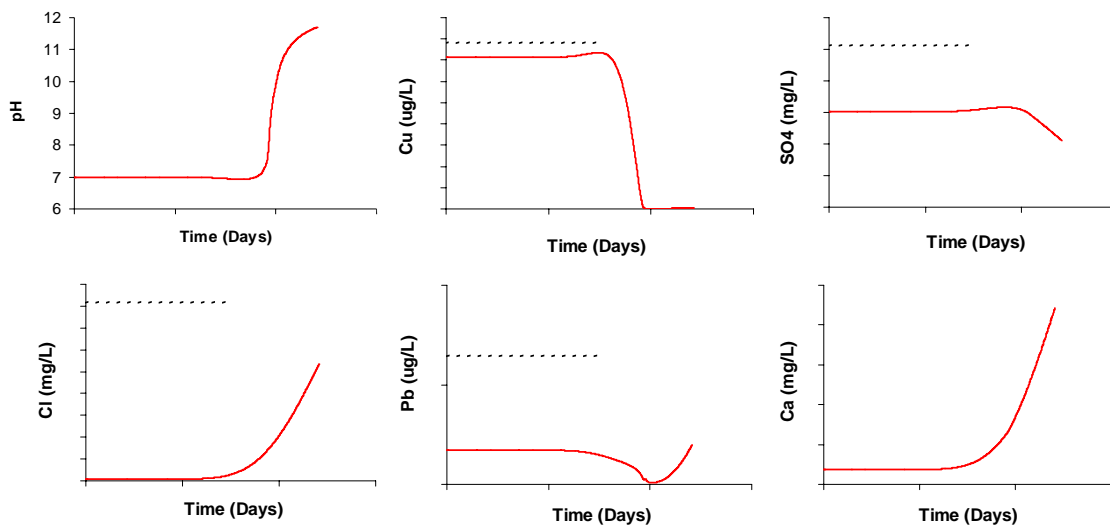 pH
12
11
10
9
8
7
6
Time (Days)
Cu (ug/L)
Time (Days)
SO4 (mg/L)
Time (Days)
Cl (mg/L)
Time (Days)
Pb (ug/L)
Time (Days)
Ca (mg/L)
Time (Days)